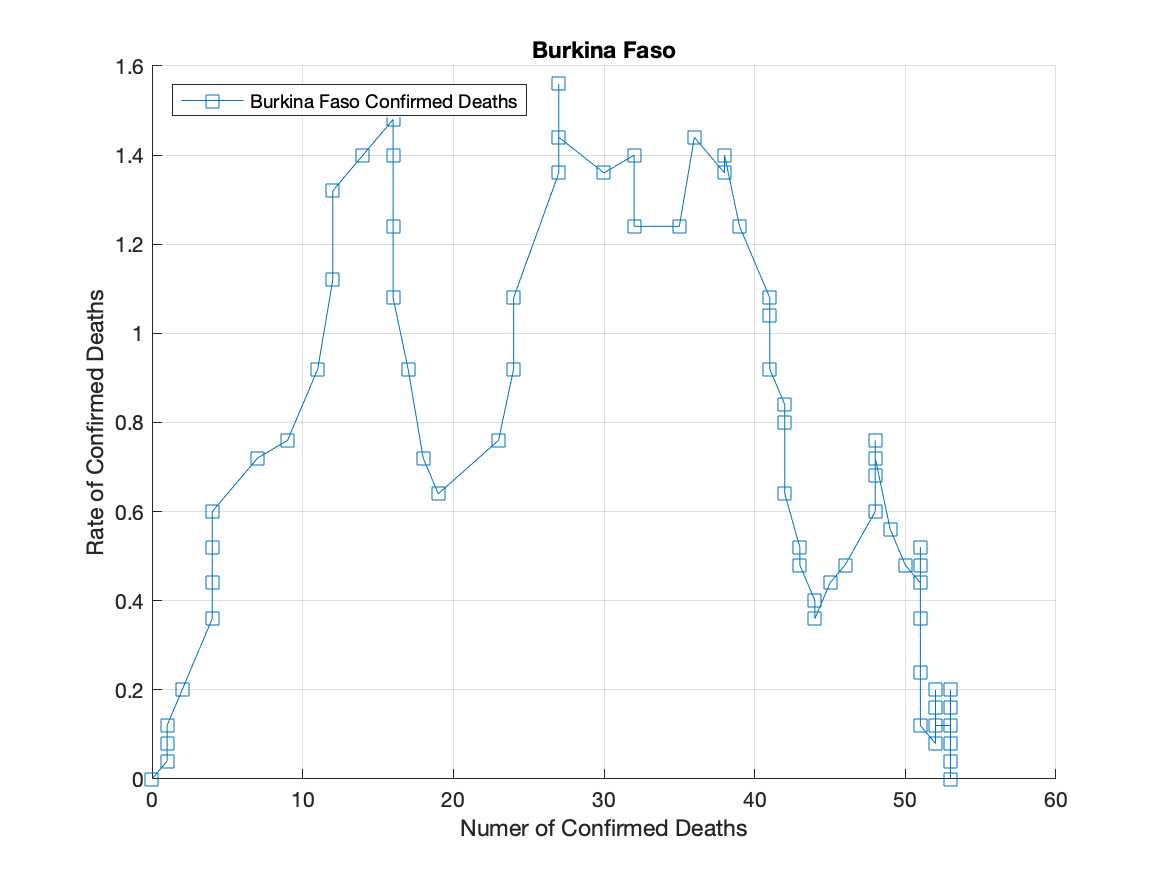 Burkina Faso
Burkina Faso Confirmed Deaths
Rate of Confirmed Deaths
1.6
1.4
1.2
1
0.8
0.6
0.4
0.2
0
0 10 20 30 40 50 60
Numer of Confirmed Deaths